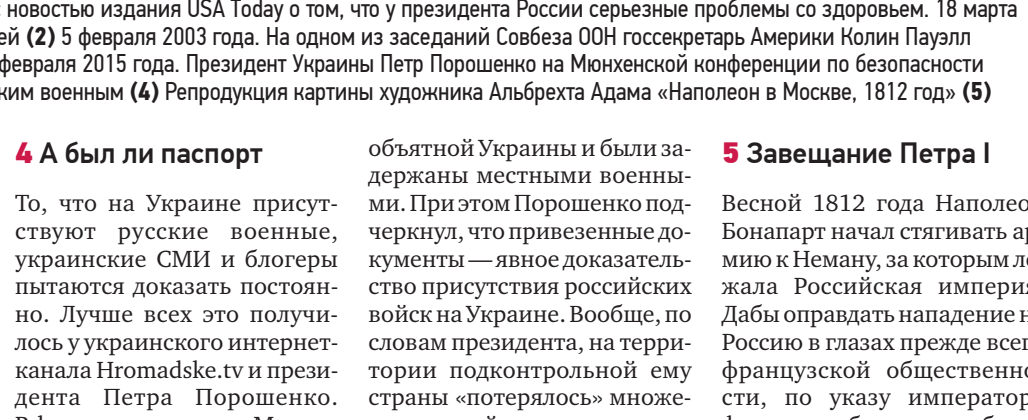 новостью издания USA Today о том, что у президента России серьезные проблемы со здоровьем. 18 марта
ей (2) 5 февраля 2003 года. На одном из заседаний Совбеза ООН госсекретарь Америки Колин Пауэлл
февраля 2015 года. Президент Украины Петр Порошенко на Мюнхенской конференции по безопасности
ким военным (4) Репродукция картины художника Альбрехта Адама «Наполеон в Москве, 1812 год» (5)
4 А был ли паспорт
То, что на Украине присут-
ствуют русские военные,
украинские СМИ и блогеры
пытаются доказать постоян-
но. Лучше всех это получи-
лось у украинского интернет-
канала Hromadske.tv и прези-
дента Петра Порошенко.
объятной Украины и были за-
держаны местными военны-
ми. При этом Порошенко под-
черкнул, что привезенные до-
кументы — явное доказатель-
ство присутствия российских
войск на Украине. Вообще, по
словам президента, на терри-
тории подконтрольной ему
страны «потерялось» множе-
5 Завещание Петра I
Весной 1812 года Наполео
Бонапарт начал стягивать ар
мию к Неману, за которым ле
жала Российская империя
Дабы оправдать нападение н
Россию в глазах прежде всег
французской общественно
сти, по указу император